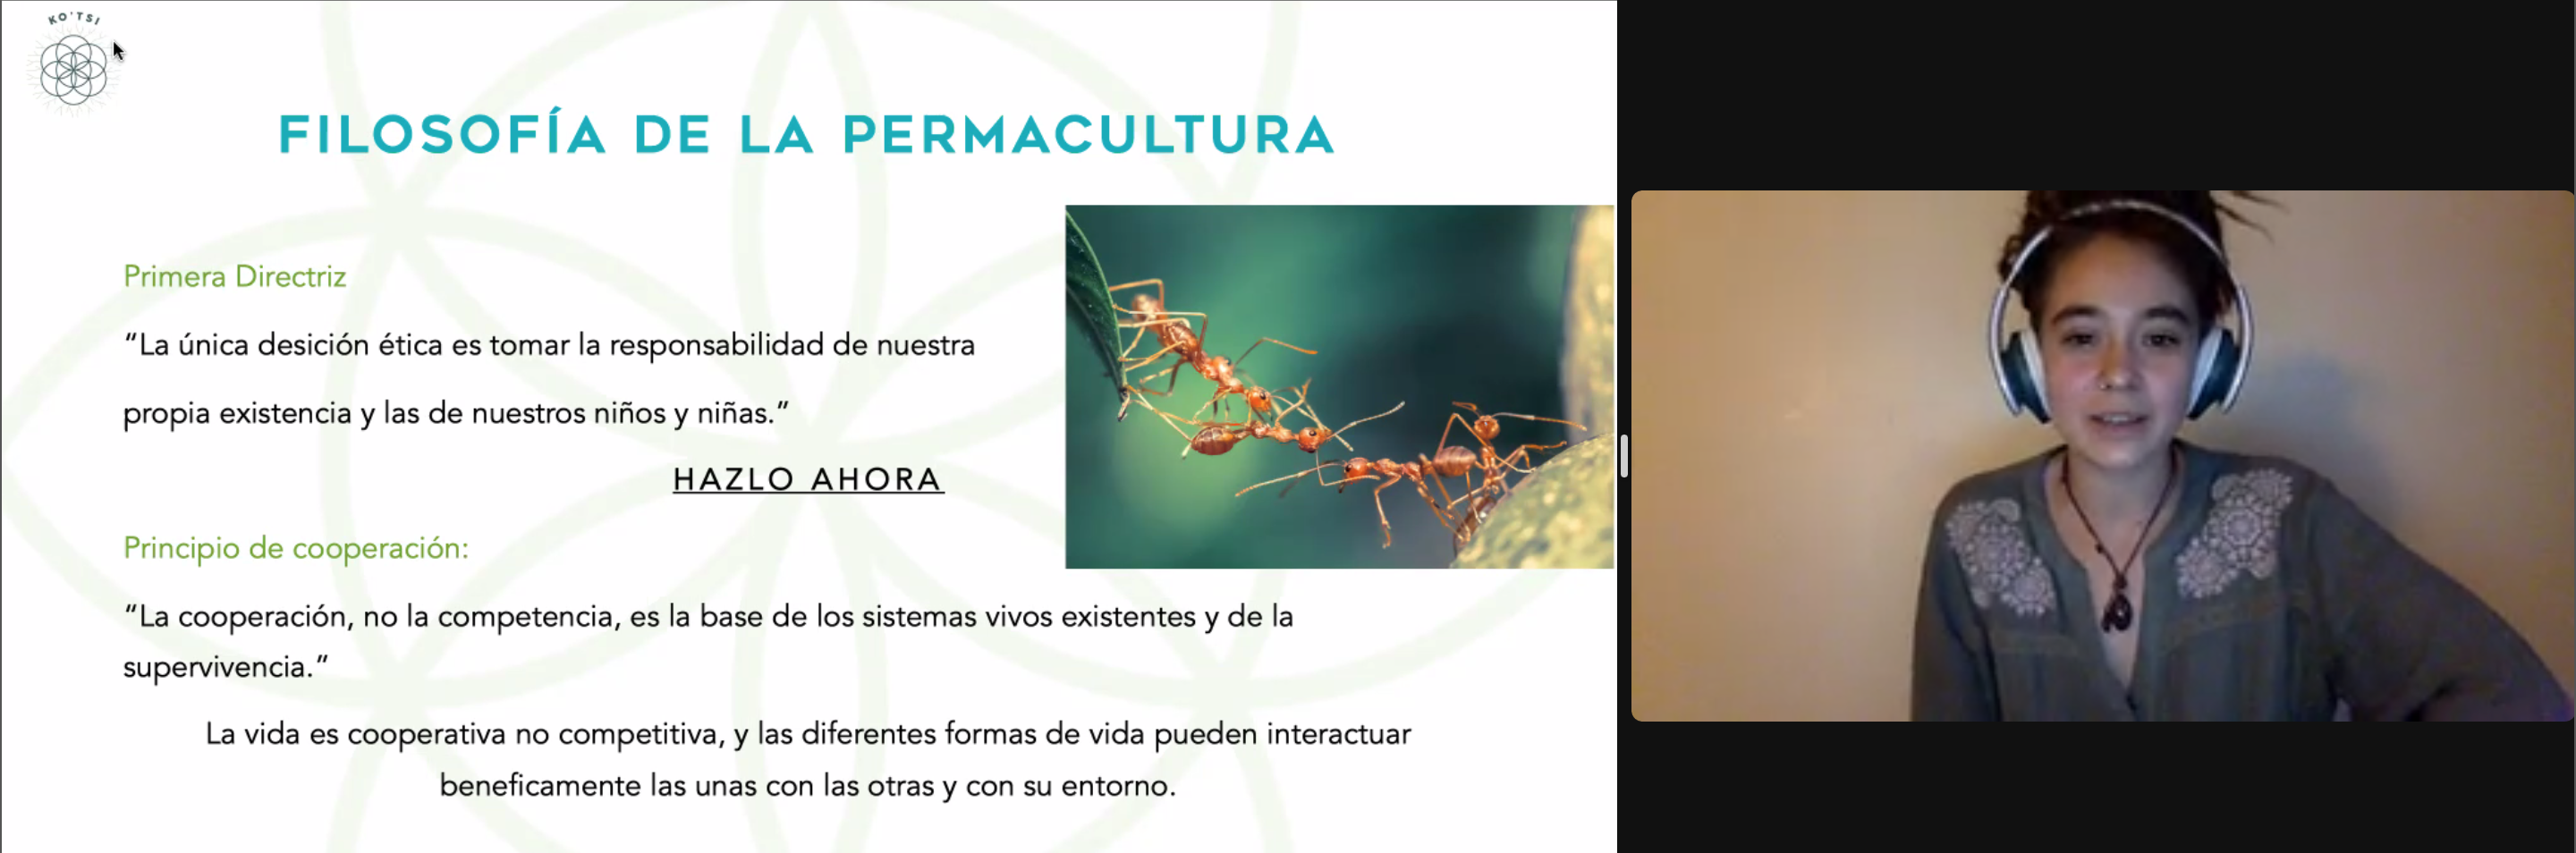 KO'TSI
FILOSOFÍA DE LA PERMACULTURA
Primera Directriz
“La única desición ética es tomar la responsabilidad de nuestra
propia existencia y las de nuestros niños y niñas.”
HAZLO AHORA
Principio de cooperación:
“La cooperación, no la competencia, es la base de los sistemas vivos existentes y de la
supervivencia.”
La vida es cooperativa no competitiva, y las diferentes formas de vida pueden interactuar
beneficamente las unas con las otras y con su entorno.